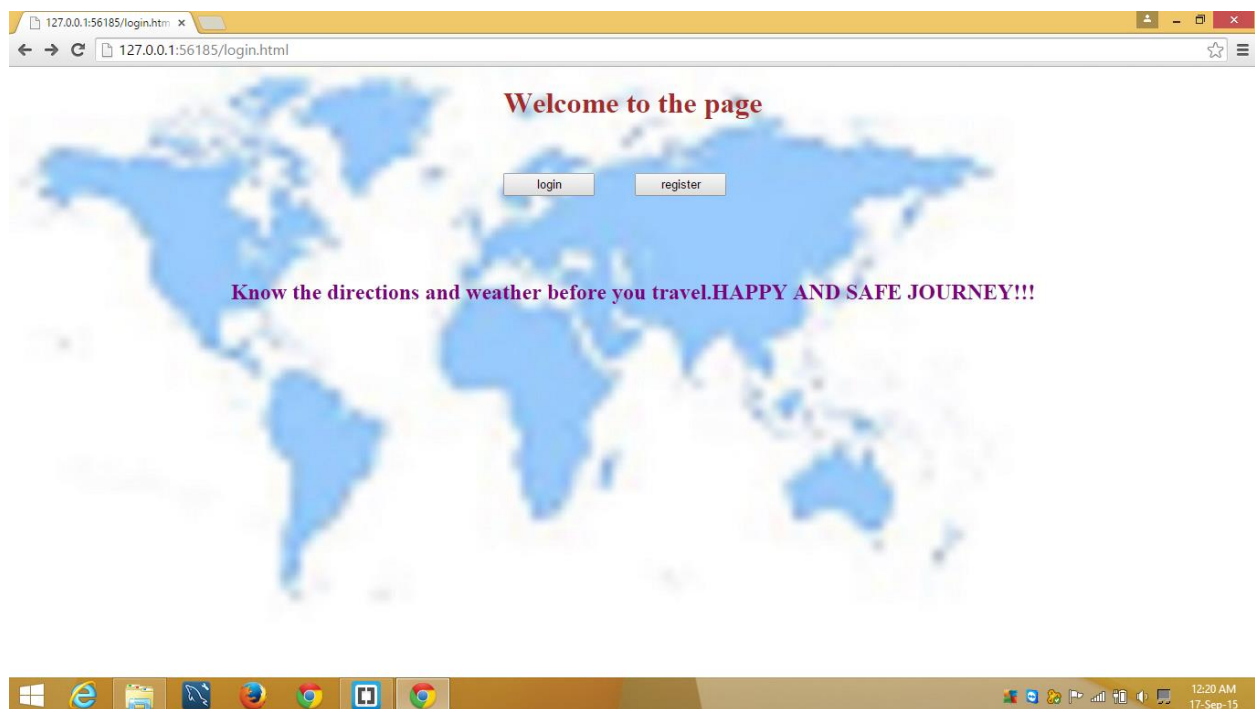 127.0.0.1:56185/login.htm
127.0.0.1:56185/login.html
Welcome to the page
login register
Know the directions and weather before you travel.HAPPY AND SAFE JOURNEY!!!
12:20 AM
17-Sep-15